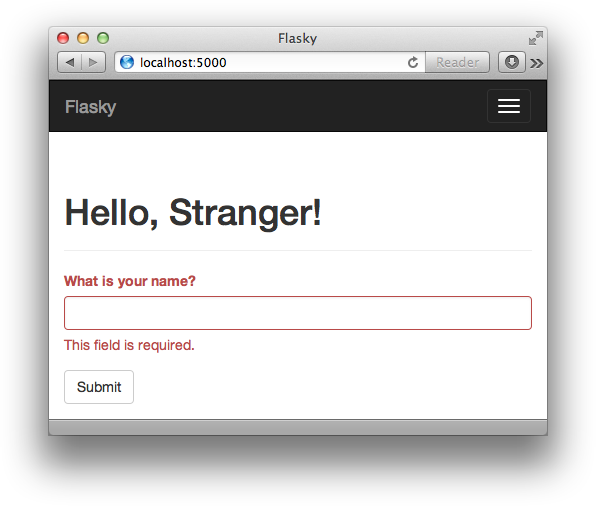 Flasky
localhost:5000
Reader
Flasky
Hello, Stranger!
What is your name?
This field is required.
Submit